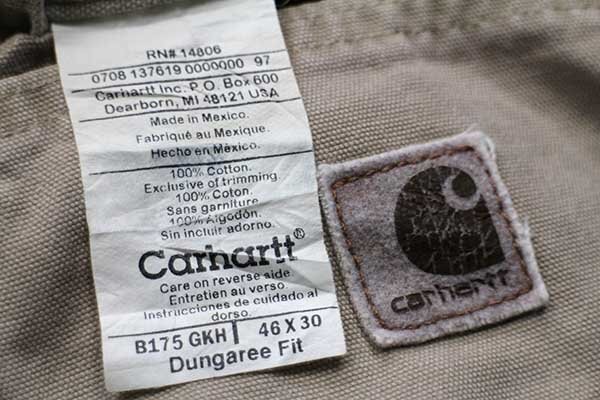 RN# 14806
0708 137619 0000000 97
Carhartt Inc. P.O. Box 600
Dearborn, MI 48121 USA
Made in Mexico.
Fabriqué au Mexique.
Hecho en México.
100% Cotton.
Exclusive of trimming.
100% Coton.
Sans garniture.
100% Algodón.
Sin incluir adorno.
Carhartt®
Care on reverse side
Entretien au verso
Instrucciones de cuidado al
dorso.
B175 GKH 46 X 30
Dungaree Fit
carhartt